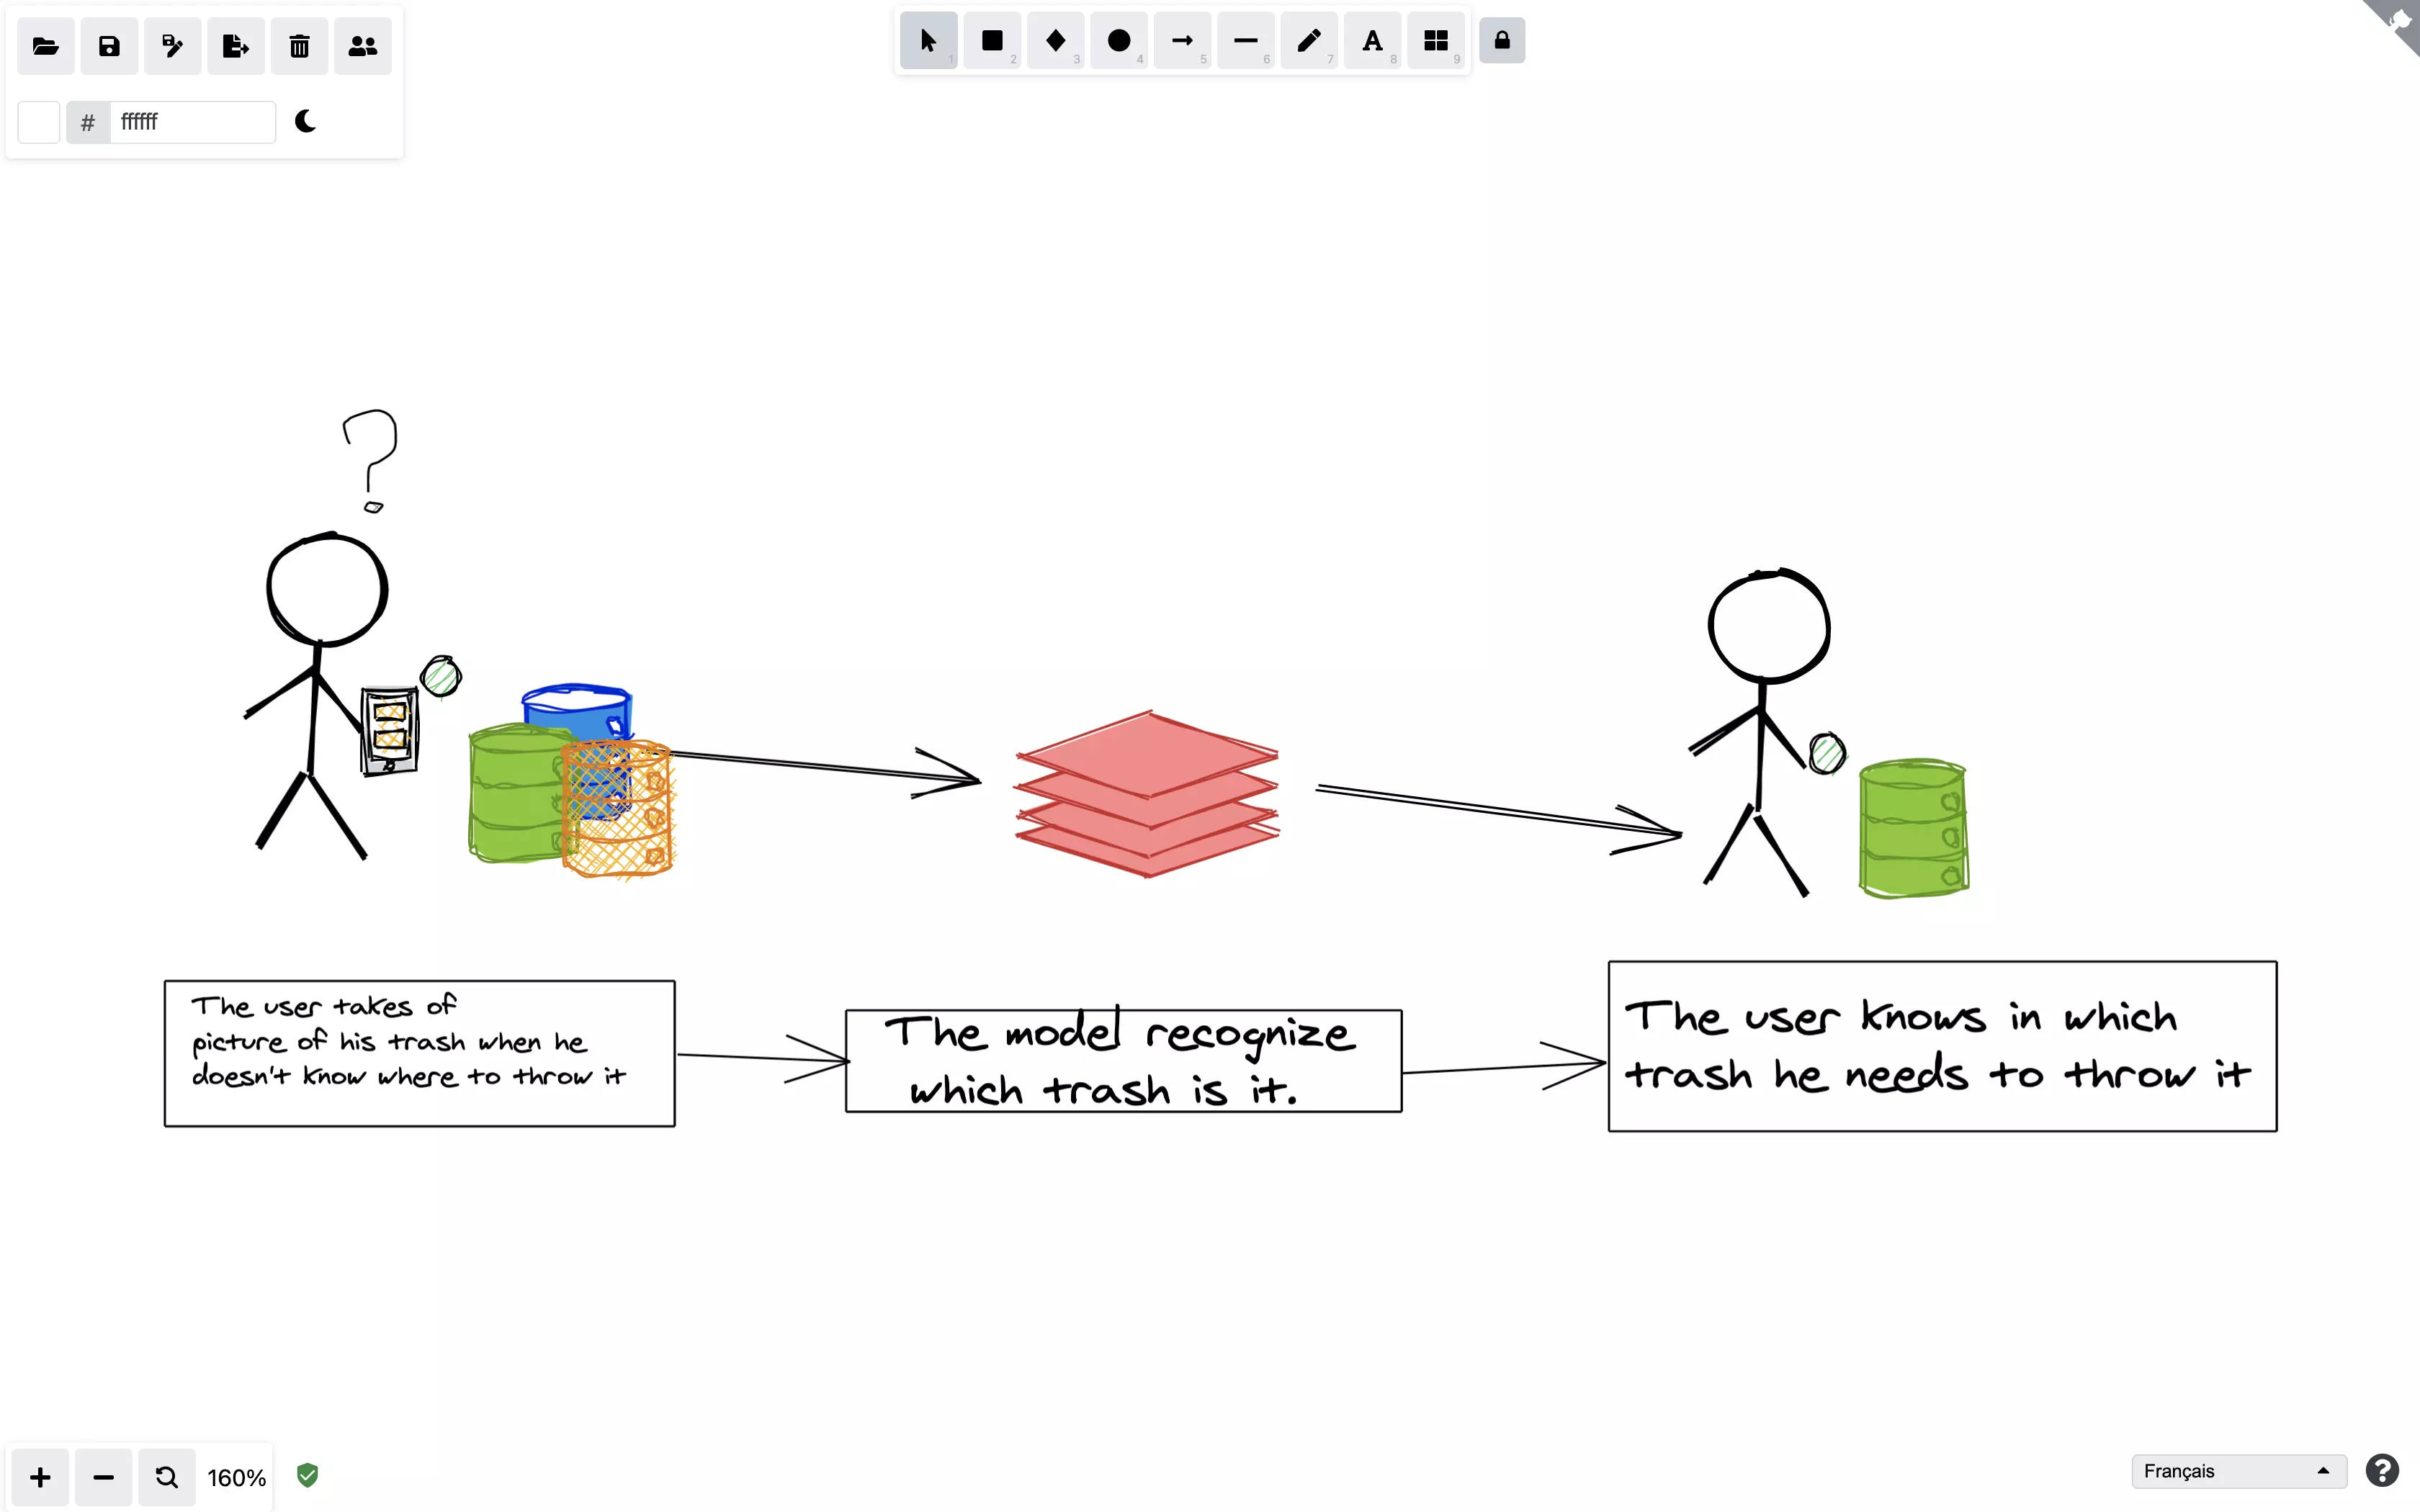 1
2
3
4
5
6
7
A 8
9
# ffffff
?
The user takes of
picture of his trash when he
doesn't know where to throw it
The model recognize
which trash is it.
The user knows in which
trash he needs to throw it
160%
Français
?